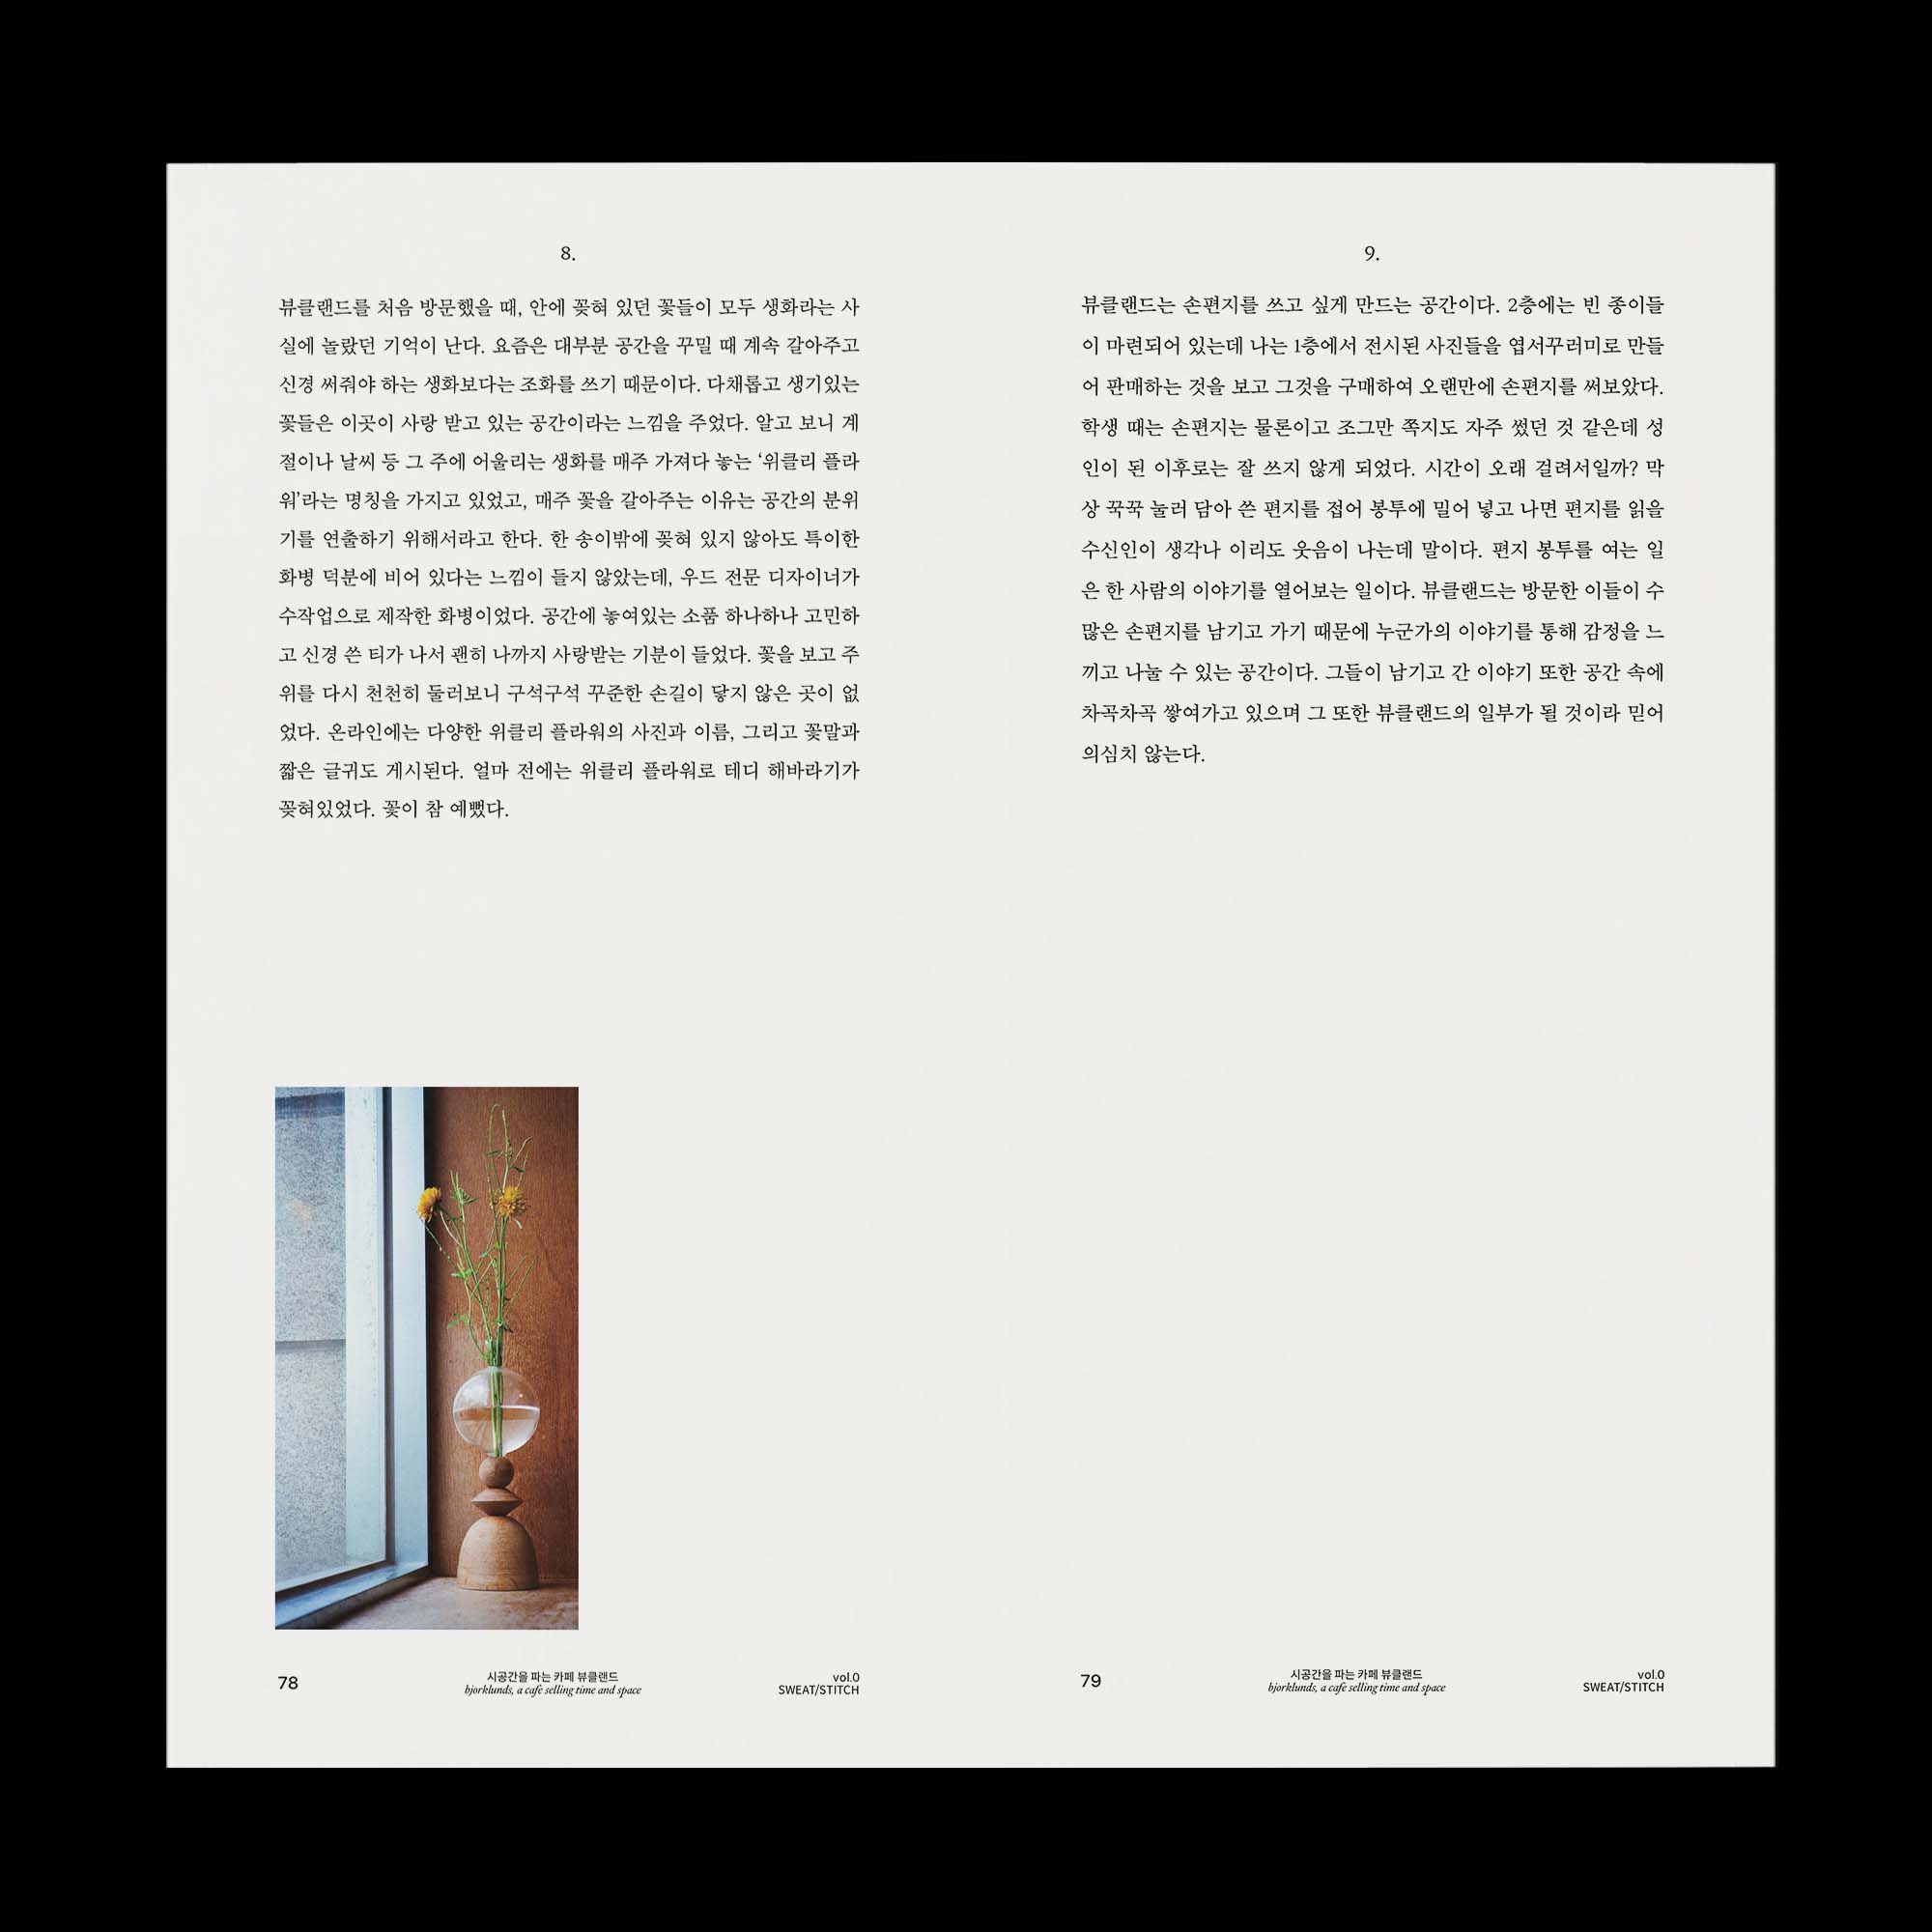 8.
뷰클랜드를 처음 방문했을 때, 안에 꽂혀 있던 꽃들이 모두 생화라는 사
실에 놀랐던 기억이 난다. 요즘은 대부분 공간을 꾸밀 때 계속 갈아주고
신경 써줘야 하는 생화보다는 조화를 쓰기 때문이다. 다채롭고 생기있는
꽃들은 이곳이 사랑 받고 있는 공간이라는 느낌을 주었다. 알고 보니 계
절이나 날씨 등 그 주에 어울리는 생화를 매주 가져다 놓는 ‘위클리 플라
워’라는 명칭을 가지고 있었고, 매주 꽃을 갈아주는 이유는 공간의 분위
기를 연출하기 위해서라고 한다. 한 송이밖에 꽂혀 있지 않아도 특이한
화병 덕분에 비어 있다는 느낌이 들지 않았는데, 우드 전문 디자이너가
수작업으로 제작한 화병이었다. 공간에 놓여있는 소품 하나하나 고민하
고 신경 쓴 티가 나서 괜히 나까지 사랑받는 기분이 들었다. 꽃을 보고 주
위를 다시 천천히 둘러보니 구석구석 꾸준한 손길이 닿지 않은 곳이 없
었다. 온라인에는 다양한 위클리 플라워의 사진과 이름, 그리고 꽃말과
짧은 글귀도 게시된다. 얼마 전에는 위클리 플라워로 테디 해바라기가
꽂혀있었다. 꽃이 참 예뻤다.
78
시공간을 파는 카페 뷰클랜드
bjorklunds, a cafe selling time and space
vol.0
SWEAT/STITCH
9.
뷰클랜드는 손편지를 쓰고 싶게 만드는 공간이다. 2층에는 빈 종이들
이 마련되어 있는데 나는 1층에서 전시된 사진들을 엽서꾸러미로 만들
어 판매하는 것을 보고 그것을 구매하여 오랜만에 손편지를 써보았다.
학생 때는 손편지는 물론이고 조그만 쪽지도 자주 썼던 것 같은데 성
인이 된 이후로는 잘 쓰지 않게 되었다. 시간이 오래 걸려서일까? 막
상 꾹꾹 눌러 담아 쓴 편지를 접어 봉투에 밀어 넣고 나면 편지를 읽을
수신인이 생각나 이리도 웃음이 나는데 말이다. 편지 봉투를 여는 일
은 한 사람의 이야기를 열어보는 일이다. 뷰클랜드는 방문한 이들이 수
많은 손편지를 남기고 가기 때문에 누군가의 이야기를 통해 감정을 느
끼고 나눌 수 있는 공간이다. 그들이 남기고 간 이야기 또한 공간 속에
차곡차곡 쌓여가고 있으며 그 또한 뷰클랜드의 일부가 될 것이라 믿어
의심치 않는다.
79
시공간을 파는 카페 뷰클랜드
bjorklunds, a cafe selling time and space
vol.0
SWEAT/STITCH